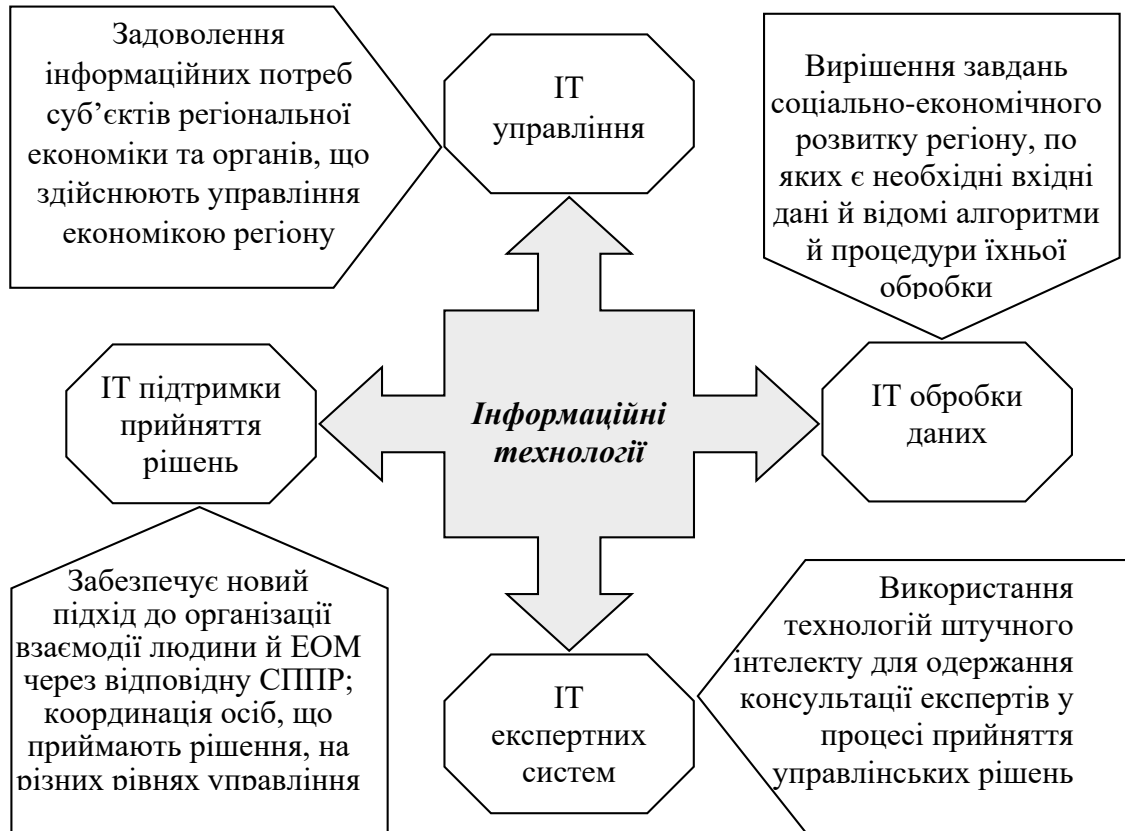 Задоволення
інформаційних потреб
суб’єктів регіональної
економіки та органів, що
здійснюють управління
економікою регіону
ІТ
управління
Вирішення завдань
соціально-економічного
розвитку регіону, по
яких є необхідні вхідні
дані й відомі алгоритми
й процедури їхньої
обробки
ІТ підтримки
прийняття
рішень
Інформаційні
технології
ІТ обробки
даних
Забезпечує новий
підхід до організації
взаємодії людини й ЕОМ
через відповідну СППР;
координація осіб, що
приймають рішення, на
різних рівнях управління
ІТ
експертних
систем
Використання
технологій штучного
інтелекту для одержання
консультації експертів у
процесі прийняття
управлінських рішень